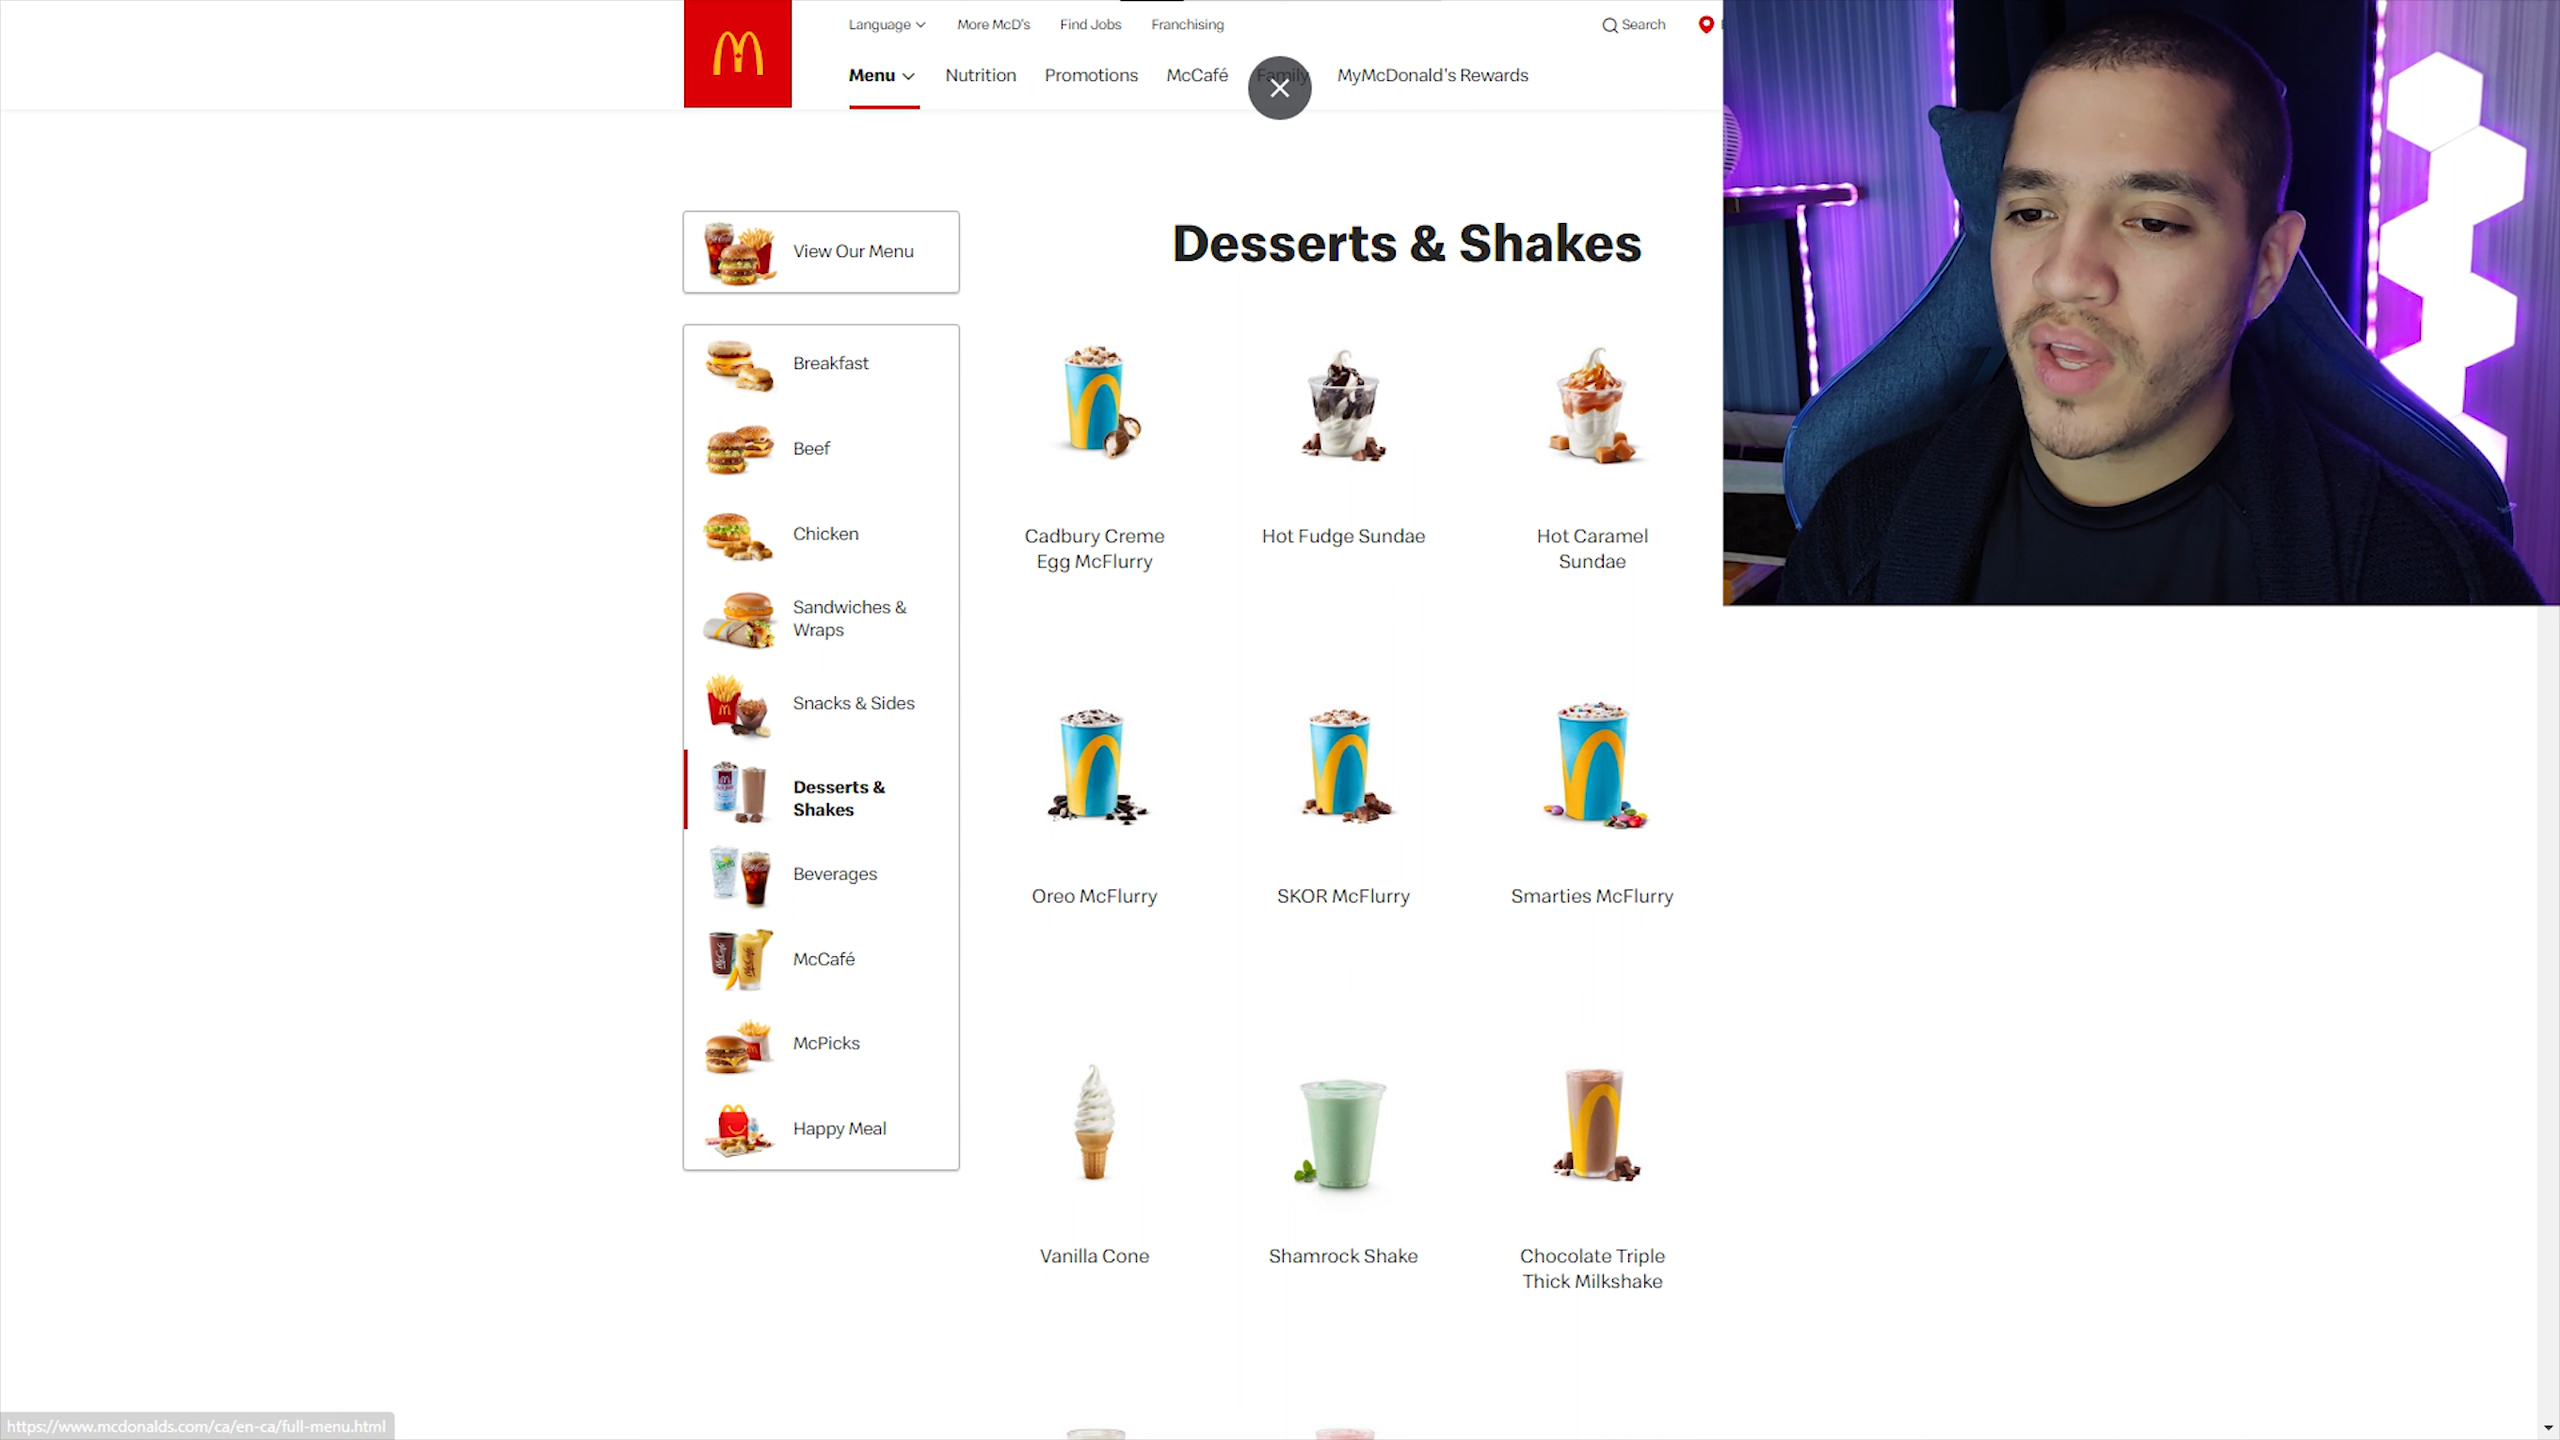 Language
More McD's
Find Jobs
Franchising
Search
Menu
Nutrition
Promotions
McCafé
Family
MyMcDonald's Rewards
View Our Menu
Breakfast
Beef
Chicken
Sandwiches &
Wraps
Snacks & Sides
Desserts &
Shakes
Beverages
McCafé
McPicks
Happy Meal
Desserts & Shakes
Cadbury Creme
Egg McFlurry
Hot Fudge Sundae
Hot Caramel
Sundae
Oreo McFlurry
SKOR McFlurry
Smarties McFlurry
Vanilla Cone
Shamrock Shake
Chocolate Triple
Thick Milkshake
https://www.mcdonalds.com/ca/en-ca/full-menu.html